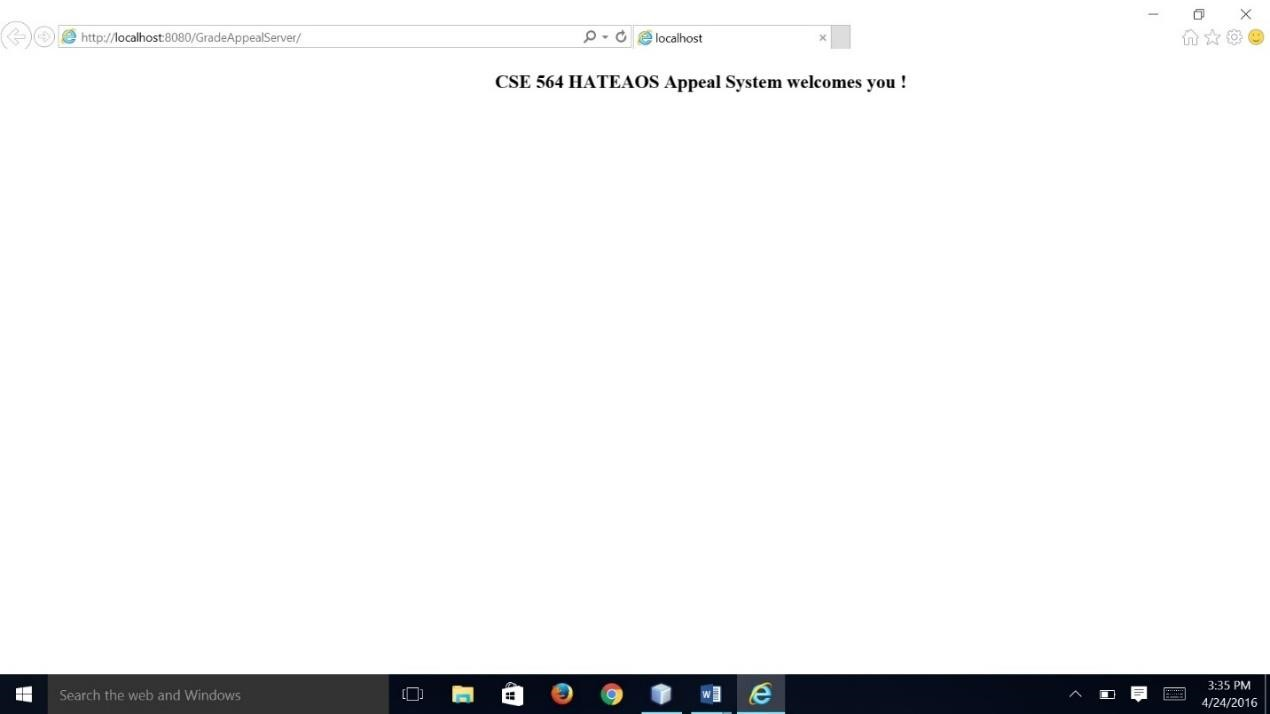 http://localhost:8080/GradeAppealServer/
localhost
CSE 564 HATEAOS Appeal System welcomes you !
Search the web and Windows
3:35 PM
4/24/2016